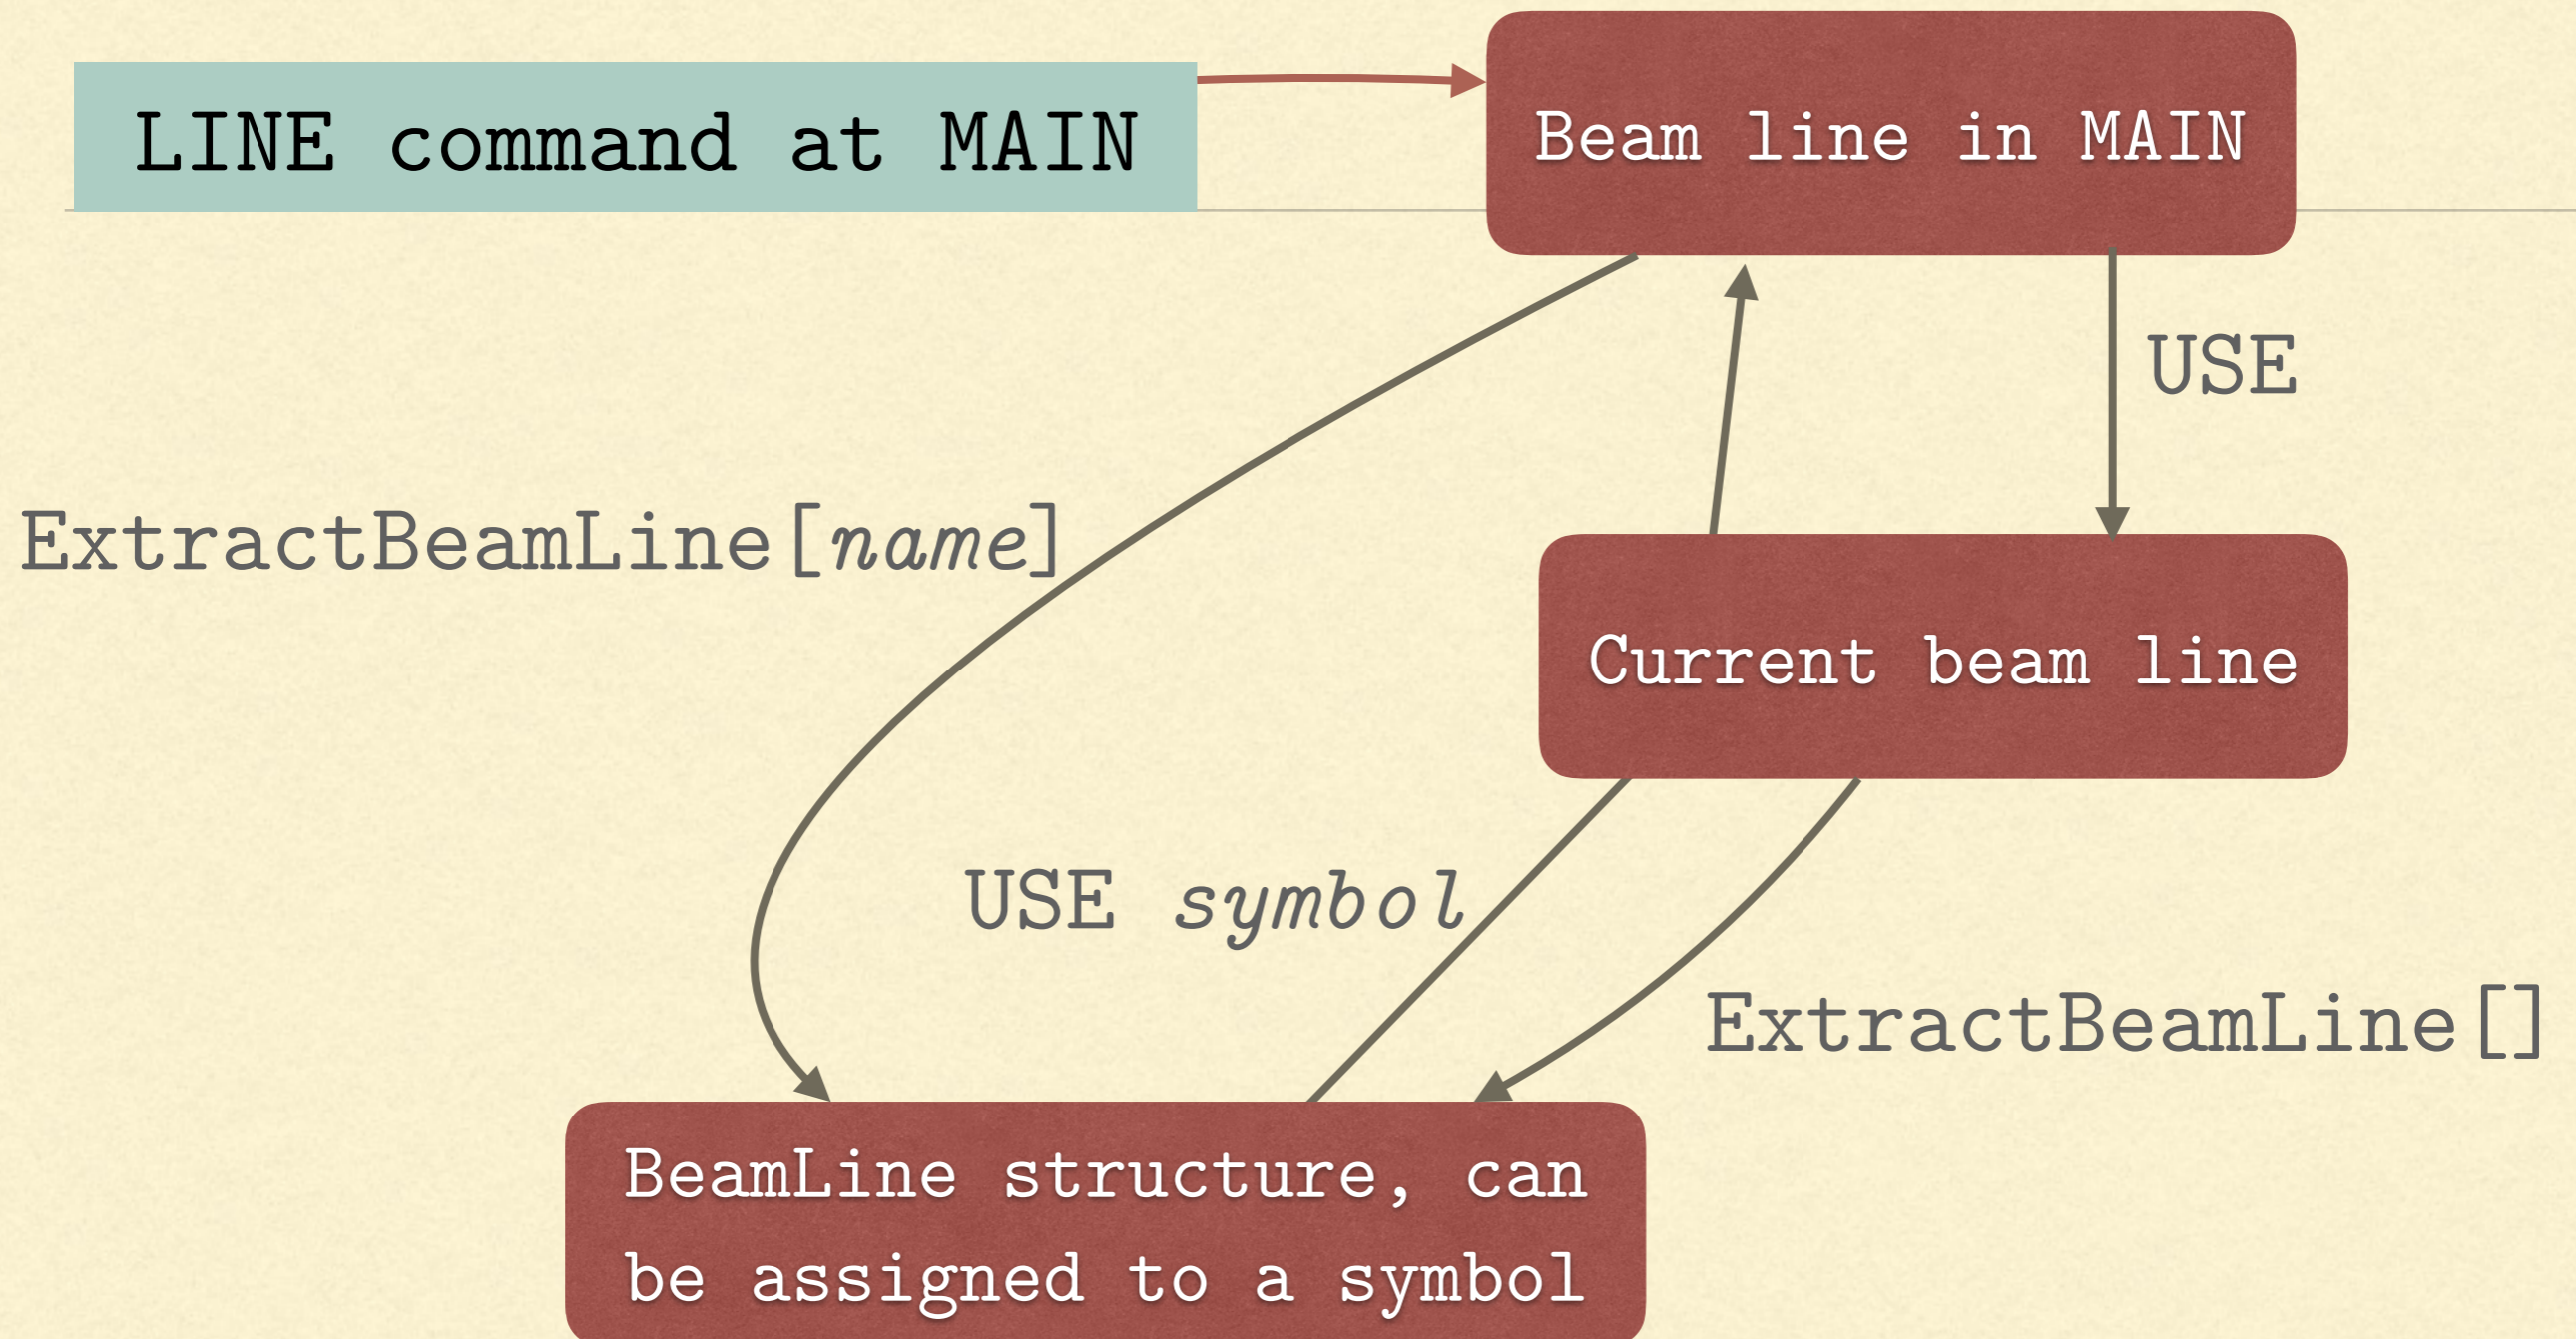 LINE command at MAIN
Beam line in MAIN
USE
ExtractBeamLine[name]
Current beam line
USE symbol
ExtractBeamLine[]
BeamLine structure, can
be assigned to a symbol